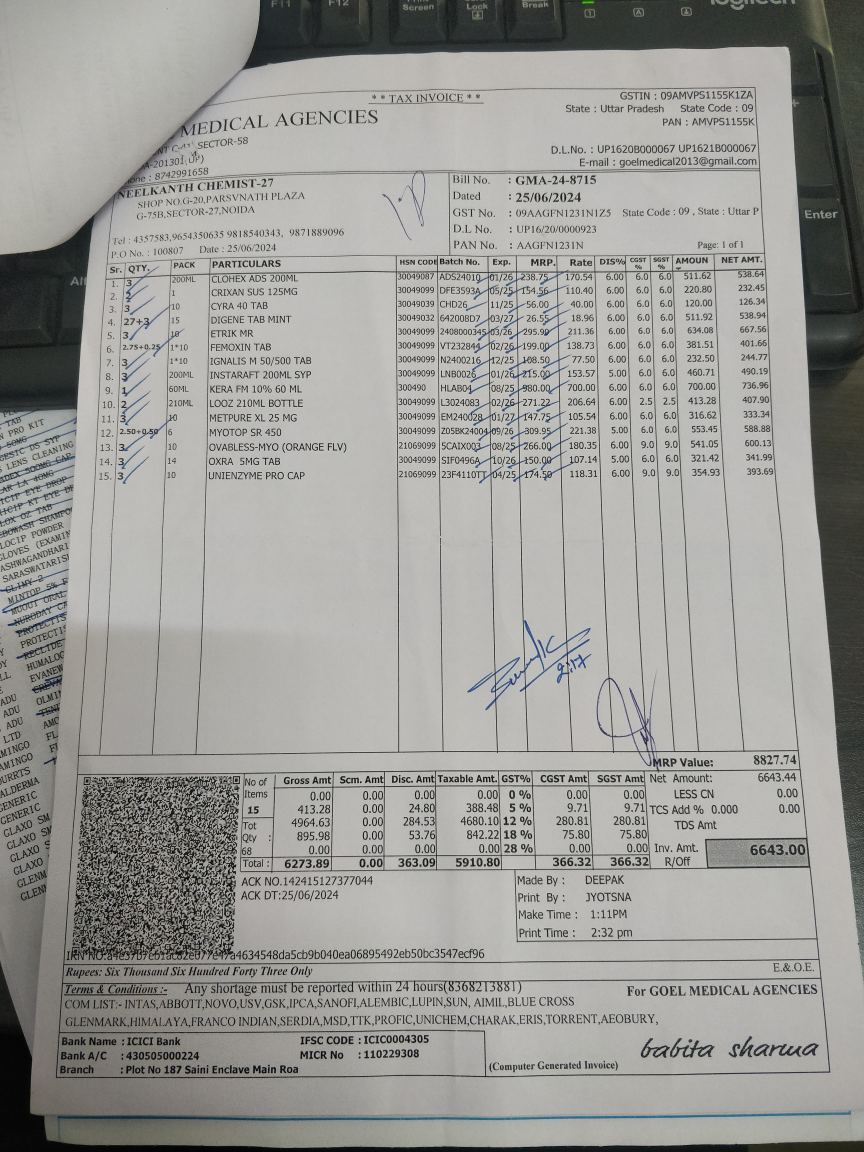 F11 F12 Print Screen Scroll Lock Pause Break
logitech
Enter
* * TAX INVOICE * *
GSTIN : 09AMVPS1155K1ZA
State : Uttar Pradesh State Code : 09
PAN : AMVPS1155K
MEDICAL AGENCIES
SECTOR-58
A-201301(UP)
Phone : 8742991658
D.L.No. : UP1620B000067 UP1621B000067
E-mail : goelmedical2013@gmail.com
NEELKANTH CHEMIST-27
SHOP NO.G-20,PARSVNATH PLAZA
G-75B,SECTOR-27,NOIDA
Tel : 4357583,9654350635 9818540343, 9871889096
P.O No. : 100807 Date : 25/06/2024
Bill No. : GMA-24-8715
Dated : 25/06/2024
GST No. : 09AAGFN1231N1Z5 State Code : 09 , State : Uttar P
D.L No. : UP16/20/0000923
PAN No. : AAGFN1231N Page: 1 of 1
Sr. QTY. PACK PARTICULARS HSN CODE Batch No. Exp. MRP. Rate DIS% CGST % SGST % AMOUN NET AMT.
1. 3 200ML CLOHEX ADS 200ML 30049087 ADS24019 01/26 238.75 170.54 6.00 6.0 6.0 511.62 538.64
2. 2 1 CRIXAN SUS 125MG 30049099 DFE3593A 05/25 154.56 110.40 6.00 6.0 6.0 220.80 232.45
3. 3 10 CYRA 40 TAB 30049039 CHD26 11/25 56.00 40.00 6.00 6.0 6.0 120.00 126.34
4. 27+3 15 DIGENE TAB MINT 30049032 642008D7 03/27 26.55 18.96 6.00 6.0 6.0 511.92 538.94
5. 3 10 ETRIK MR 30049099 2408000345 03/26 295.90 211.36 6.00 6.0 6.0 634.08 667.56
6. 2.75+0.25 1*10 FEMOXIN TAB 30049099 VT232844 02/26 199.00 138.73 6.00 6.0 6.0 381.51 401.66
7. 3 1*10 IGNALIS M 50/500 TAB 30049099 N2400216 12/25 108.50 77.50 6.00 6.0 6.0 232.50 244.77
8. 3 200ML INSTARAFT 200ML SYP 30049099 LNB0026 01/26 215.00 153.57 5.00 6.0 6.0 460.71 490.19
9. 1 60ML KERA FM 10% 60 ML 300490 HLAB04 08/25 980.00 700.00 6.00 6.0 6.0 700.00 736.96
10. 2 210ML LOOZ 210ML BOTTLE 30049099 L3024083 02/26 271.22 206.64 6.00 2.5 2.5 413.28 407.90
11. 3 10 METPURE XL 25 MG 30049099 EM240028 01/27 147.75 105.54 6.00 6.0 6.0 316.62 333.34
12. 2.50+0.50 6 MYOTOP SR 450 30049099 Z05BK24004 09/26 309.95 221.38 5.00 6.0 6.0 553.45 588.88
13. 3 10 OVABLESS-MYO (ORANGE FLV) 21069099 5CAIX003 08/25 266.00 180.35 6.00 9.0 9.0 541.05 600.13
14. 3 14 OXRA 5MG TAB 30049099 SIF0496A 10/26 150.00 107.14 5.00 6.0 6.0 321.42 341.99
15. 3 10 UNIENZYME PRO CAP 21069099 23F4110TT 04/25 174.50 118.31 6.00 9.0 9.0 354.93 393.69
MRP Value: 8827.74
No of Items 15 Tot Qty : 68
Gross Amt Scm. Amt Disc. Amt Taxable Amt. GST% CGST Amt SGST Amt
0.00 0.00 0.00 0.00 0 % 0.00 0.00
413.28 0.00 24.80 388.48 5 % 9.71 9.71
4964.63 0.00 284.53 4680.10 12 % 280.81 280.81
895.98 0.00 53.76 842.22 18 % 75.80 75.80
0.00 0.00 0.00 0.00 28 % 0.00 0.00
Total : 6273.89 0.00 363.09 5910.80 366.32 366.32
Net Amount: 6643.44
LESS CN 0.00
TCS Add % 0.000 0.00
TDS Amt
Inv. Amt. R/Off 6643.00
ACK NO.142415127377044
ACK DT:25/06/2024
Made By : DEEPAK
Print By : JYOTSNA
Make Time : 1:11PM
Print Time : 2:32 pm
Rupees: Six Thousand Six Hundred Forty Three Only
E.& O.E.
Terms & Conditions :- Any shortage must be reported within 24 hours(8368213881)
For GOEL MEDICAL AGENCIES
COM LIST:- INTAS,ABBOTT,NOVO,USV,GSK,IPCA,SANOFI,ALEMBIC,LUPIN,SUN, AIMIL,BLUE CROSS
GLENMARK,HIMALAYA,FRANCO INDIAN,SERDIA,MSD,TTK,PROFIC,UNICHEM,CHARAK,ERIS,TORRENT,AEOBURY,
Bank Name : ICICI Bank IFSC CODE : ICIC0004305
Bank A/C : 430505000224 MICR No : 110229308
Branch : Plot No 187 Saini Enclave Main Roa
(Computer Generated Invoice)
babita sharma